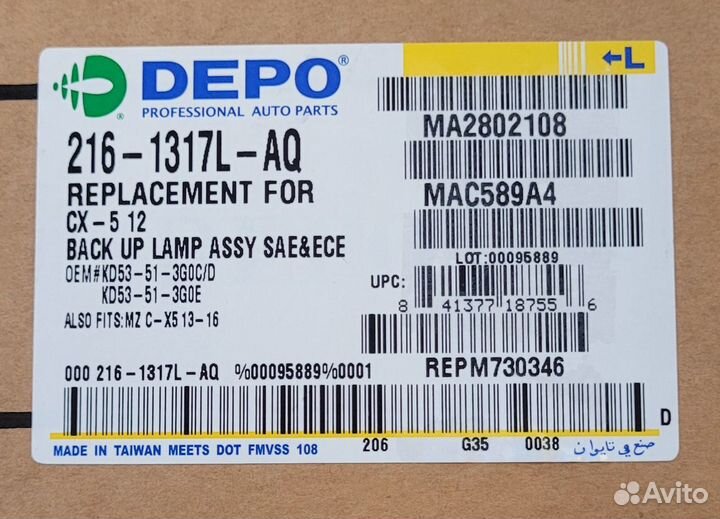 DEPO®
PROFESSIONAL AUTO PARTS
←L
216-1317L-AQ
REPLACEMENT FOR
CX-5 12
BACK UP LAMP ASSY SAE&ECE
OEM#KD53-51-3G0C/D
KD53-51-3G0E
ALSO FITS:MZ C-X5 13-16
MA2802108
MAC589A4
LOT:00095889
UPC:
8 41377 18755 6
REPM730346
000 216-1317L-AQ %00095889%0001
D
MADE IN TAIWAN MEETS DOT FMVSS 108
206 G35 0038
صنع في تايوان
Avito